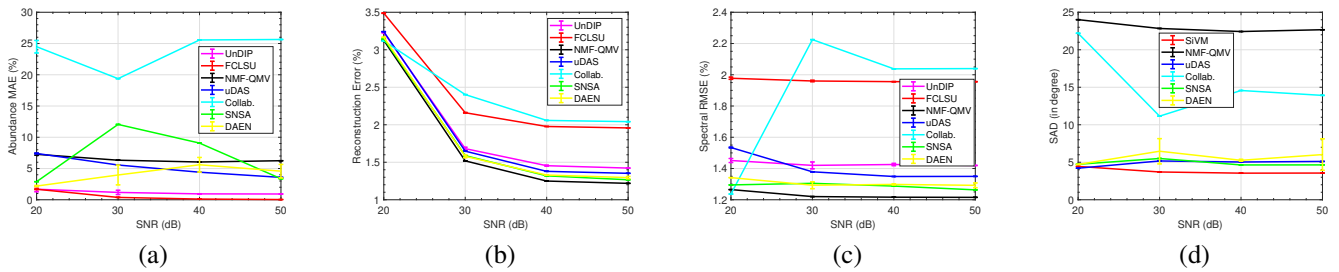 30
25
20
15
10
5
0
Abundance MAE (%)
20 30 40 50
SNR (dB)
UnDIP
FCLSU
NMF-QMV
uDAS
Collab.
SNSA
DAEN
(a)
3.5
3
2.5
2
1.5
1
Reconstruction Error (%)
20 30 40 50
SNR (dB)
UnDIP
FCLSU
NMF-QMV
uDAS
Collab.
SNSA
DAEN
(b)
2.4
2.2
2
1.8
1.6
1.4
1.2
Spectral RMSE (%)
20 30 40 50
SNR (dB)
UnDIP
FCLSU
NMF-QMV
uDAS
Collab.
SNSA
DAEN
(c)
25
20
15
10
5
0
SAD (in degree)
20 30 40 50
SNR (dB)
SiVM
NMF-QMV
uDAS
Collab.
SNSA
DAEN
(d)